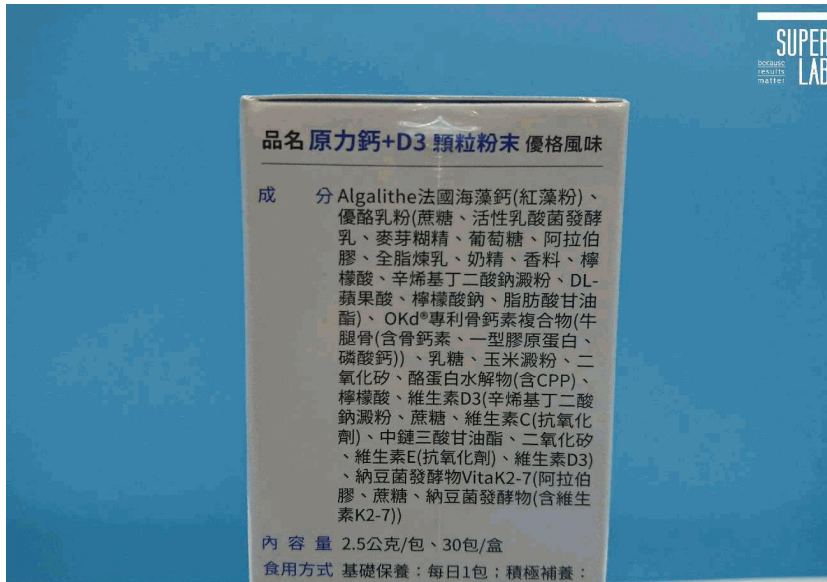 SUPER
LAB
because
results
matter
品名 原力鈣+D3 顆粒粉末 優格風味
成 分 Algalithe法國海藻鈣(紅藻粉)、
優酪乳粉(蔗糖、活性乳酸菌發酵
乳、麥芽糊精、葡萄糖、阿拉伯
膠、全脂煉乳、奶精、香料、檸
檬酸、辛烯基丁二酸鈉澱粉、DL-
蘋果酸、檸檬酸鈉、脂肪酸甘油
酯)、OKd®專利骨鈣素複合物(牛
腿骨(含骨鈣素、一型膠原蛋白、
磷酸鈣))、乳糖、玉米澱粉、二
氧化矽、酪蛋白水解物(含CPP)、
檸檬酸、維生素D3(辛烯基丁二酸
鈉澱粉、蔗糖、維生素C(抗氧化
劑)、中鏈三酸甘油酯、二氧化矽
、維生素E(抗氧化劑)、維生素D3)
、納豆菌發酵物VitaK2-7(阿拉伯
膠、蔗糖、納豆菌發酵物(含維生
素K2-7))
內 容 量 2.5公克/包、30包/盒
食用方式 基礎保養：每日1包；積極補養：